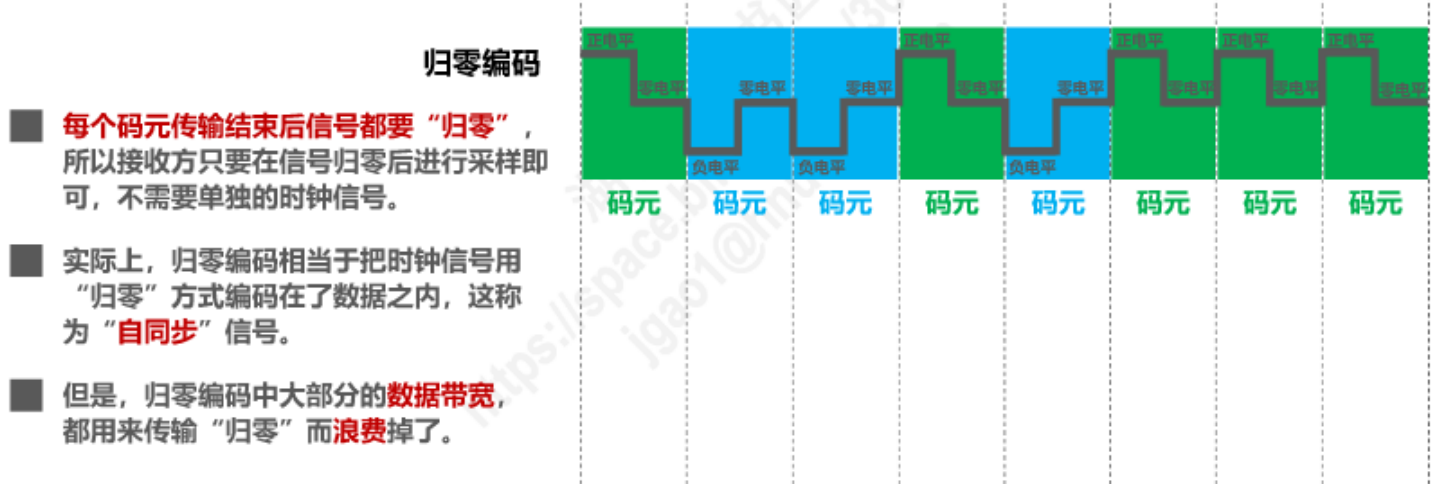 归零编码
每个码元传输结束后信号都要“归零”，
所以接收方只要在信号归零后进行采样即
可，不需要单独的时钟信号。
实际上，归零编码相当于把时钟信号用
“归零”方式编码在了数据之内，这称
为“自同步”信号。
但是，归零编码中大部分的数据带宽，
都用来传输“归零”而浪费掉了。
正电平 正电平 正电平 正电平 正电平
零电平 零电平 零电平 零电平 零电平 零电平 零电平 零电平
负电平 负电平 负电平
码元 码元 码元 码元 码元 码元 码元 码元